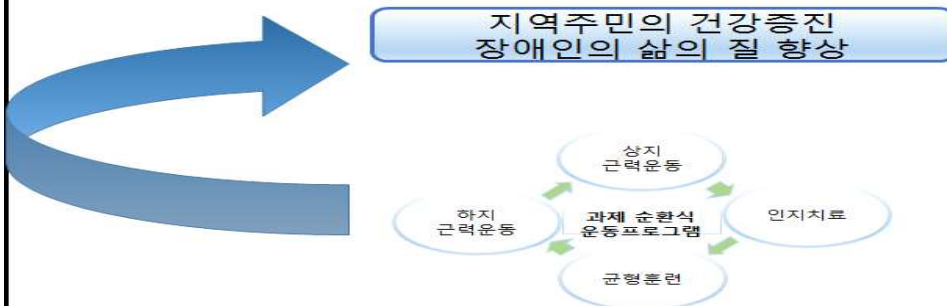 지역주민의 건강증진
장애인의 삶의 질 향상
상지
근력운동
하지
근력운동
과제 순환식
운동프로그램
인지치료
균형훈련